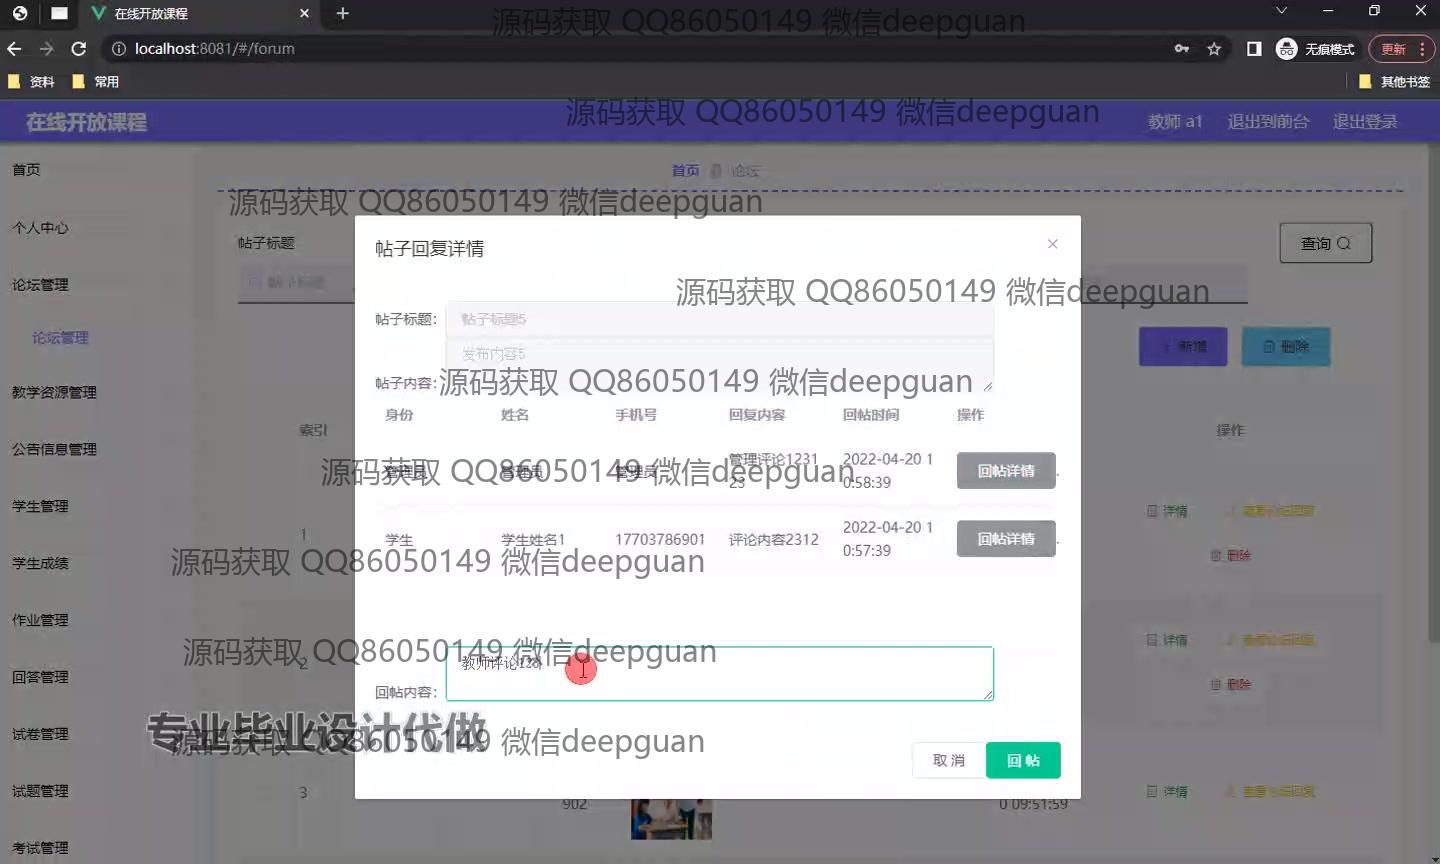 在线开放课程
源码获取 QQ86050149 微信deepguan
localhost:8081/#/forum
无痕模式
更新
资料
常用
其他书签
源码获取 QQ86050149 微信deepguan
在线开放课程
教师 a1
退出到前台
退出登录
首页
论坛
源码获取 QQ86050149 微信deepguan
首页
个人中心
论坛管理
论坛管理
教学资源管理
公告信息管理
学生管理
学生成绩
作业管理
回答管理
试卷管理
试题管理
考试管理
帖子标题
帖子标题
查询
新增
删除
索引
操作
帖子回复详情
源码获取 QQ86050149 微信deepguan
帖子标题:
帖子标题5
发布内容5
帖子内容:
源码获取 QQ86050149 微信deepguan
身份 姓名 手机号 回复内容 回帖时间 操作
管理员 管理员 管理员 管理评论1231 2022-04-20 1 回帖详情
23 0:58:39
源码获取 QQ86050149 微信deepguan
学生 学生姓名1 17703786901 评论内容2312 2022-04-20 1 回帖详情
0:57:39
源码获取 QQ86050149 微信deepguan
1
详情
删除
源码获取 QQ86050149 微信deepguan
2
详情
删除
教师评论123
回帖内容:
专业毕业设计代做
源码获取 QQ86050149 微信deepguan
取消
回帖
3
902
0 09:51:59
详情